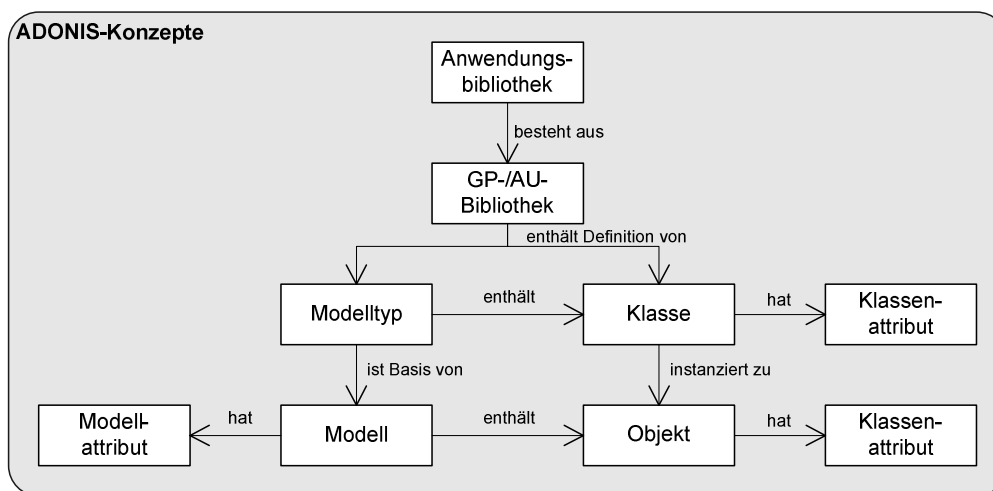 ADONIS-Konzepte
Anwendungs-
bibliothek
besteht aus
GP-/AU-
Bibliothek
enthält Definition von
Modelltyp
enthält
Klasse
hat
Klassen-
attribut
ist Basis von
instanziert zu
Modell-
attribut
hat
Modell
enthält
Objekt
hat
Klassen-
attribut